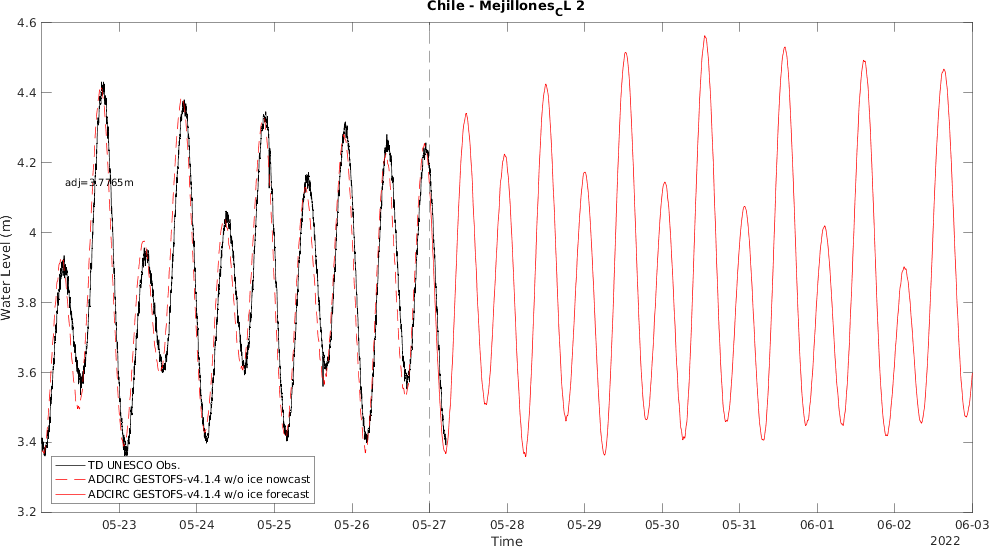 Chile - Mejillones_CL 2
4.6
4.4
4.2
4
3.8
3.6
3.4
3.2
Water Level (m)
adj=3.7765m
TD UNESCO Obs.
ADCIRC GESTOFS-v4.1.4 w/o ice nowcast
ADCIRC GESTOFS-v4.1.4 w/o ice forecast
05-23 05-24 05-25 05-26 05-27 05-28 05-29 05-30 05-31 06-01 06-02 06-03
Time
2022